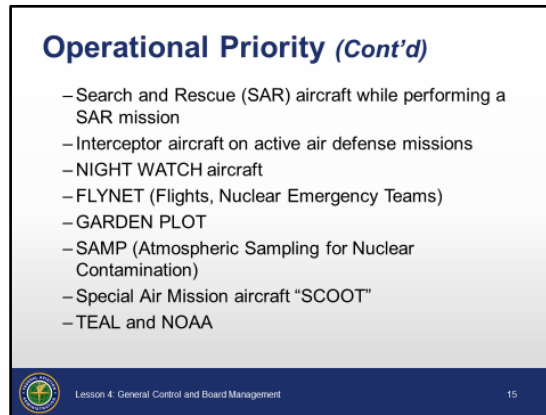 Operational Priority (Cont'd)
– Search and Rescue (SAR) aircraft while performing a
SAR mission
– Interceptor aircraft on active air defense missions
– NIGHT WATCH aircraft
– FLYNET (Flights, Nuclear Emergency Teams)
– GARDEN PLOT
– SAMP (Atmospheric Sampling for Nuclear
Contamination)
– Special Air Mission aircraft “SCOOT”
– TEAL and NOAA
Lesson 4: General Control and Board Management
15